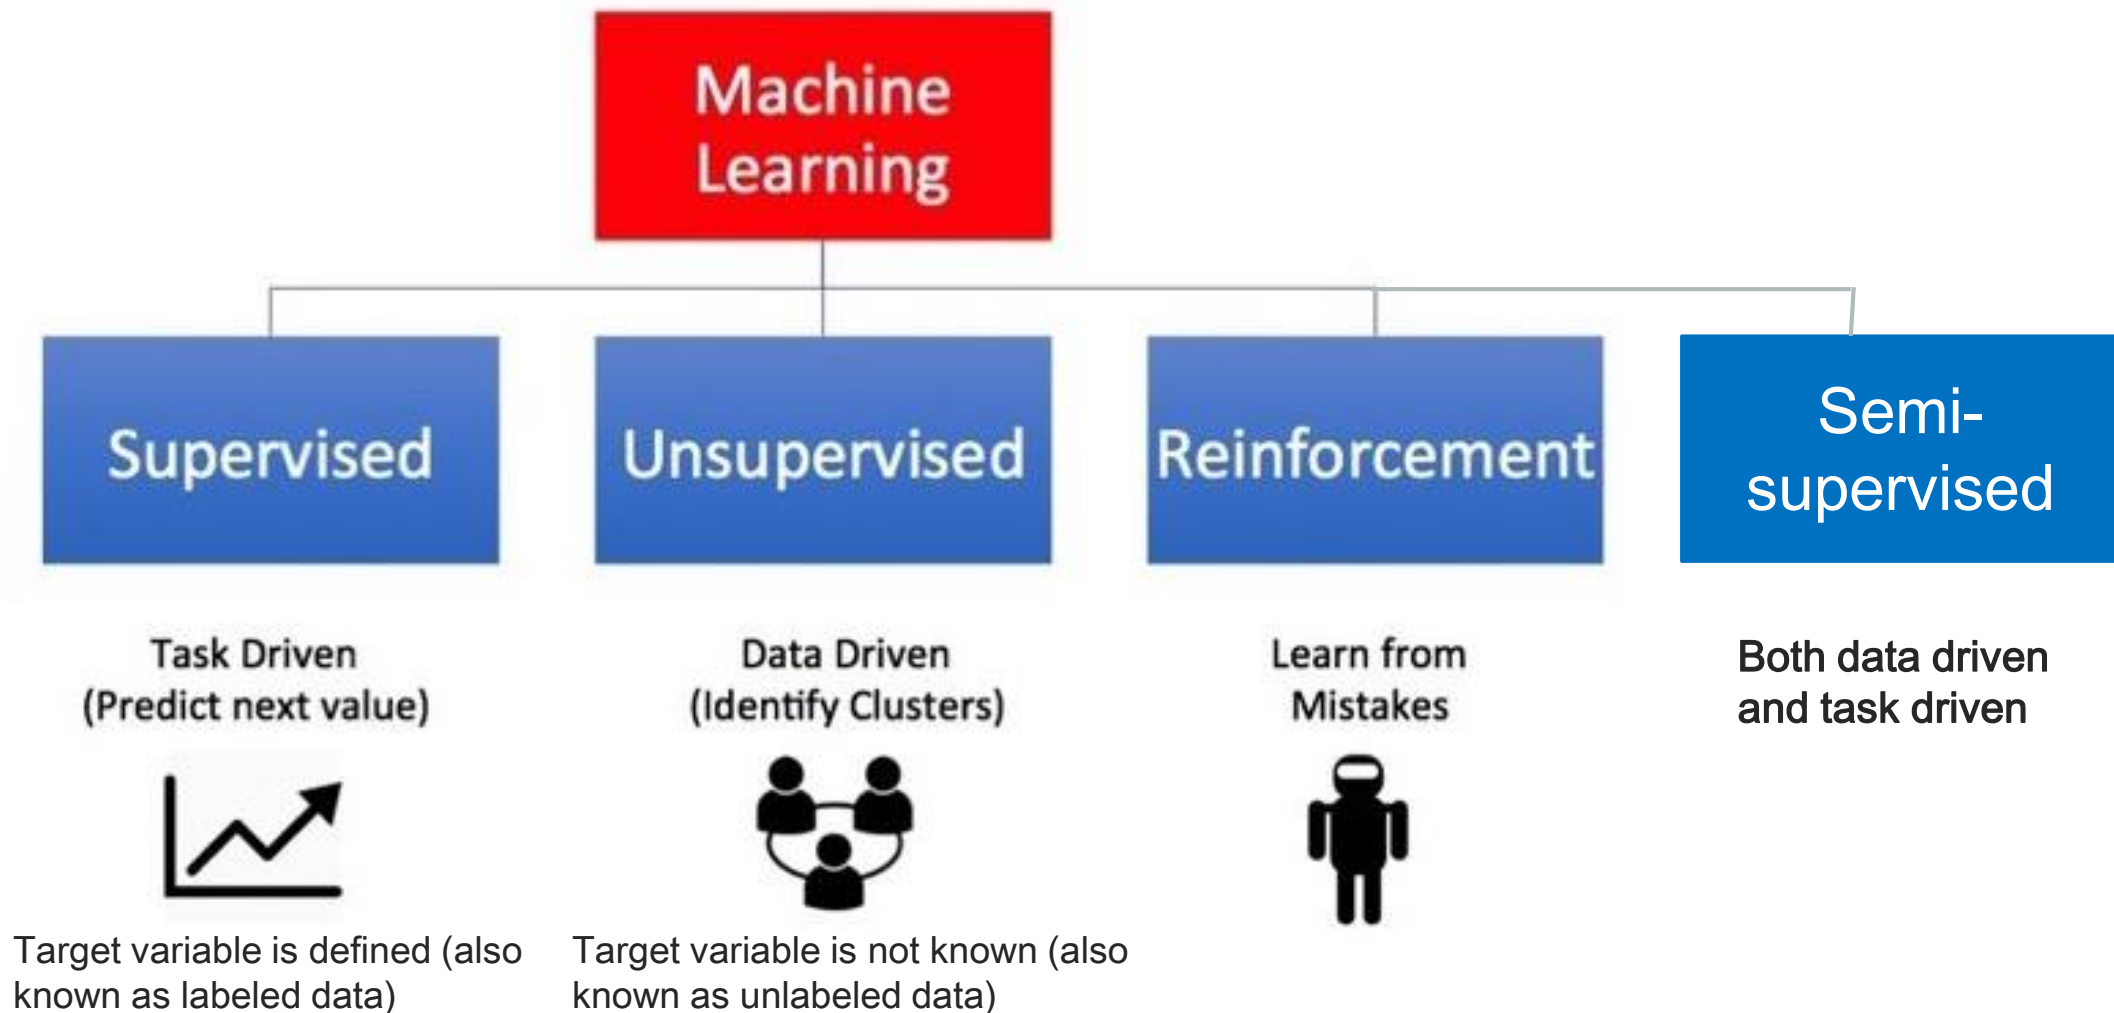 Machine
Learning
Supervised
Unsupervised
Reinforcement
Semi-
supervised
Task Driven
(Predict next value)
Data Driven
(Identify Clusters)
Learn from
Mistakes
Both data driven
and task driven
Target variable is defined (also
known as labeled data)
Target variable is not known (also
known as unlabeled data)